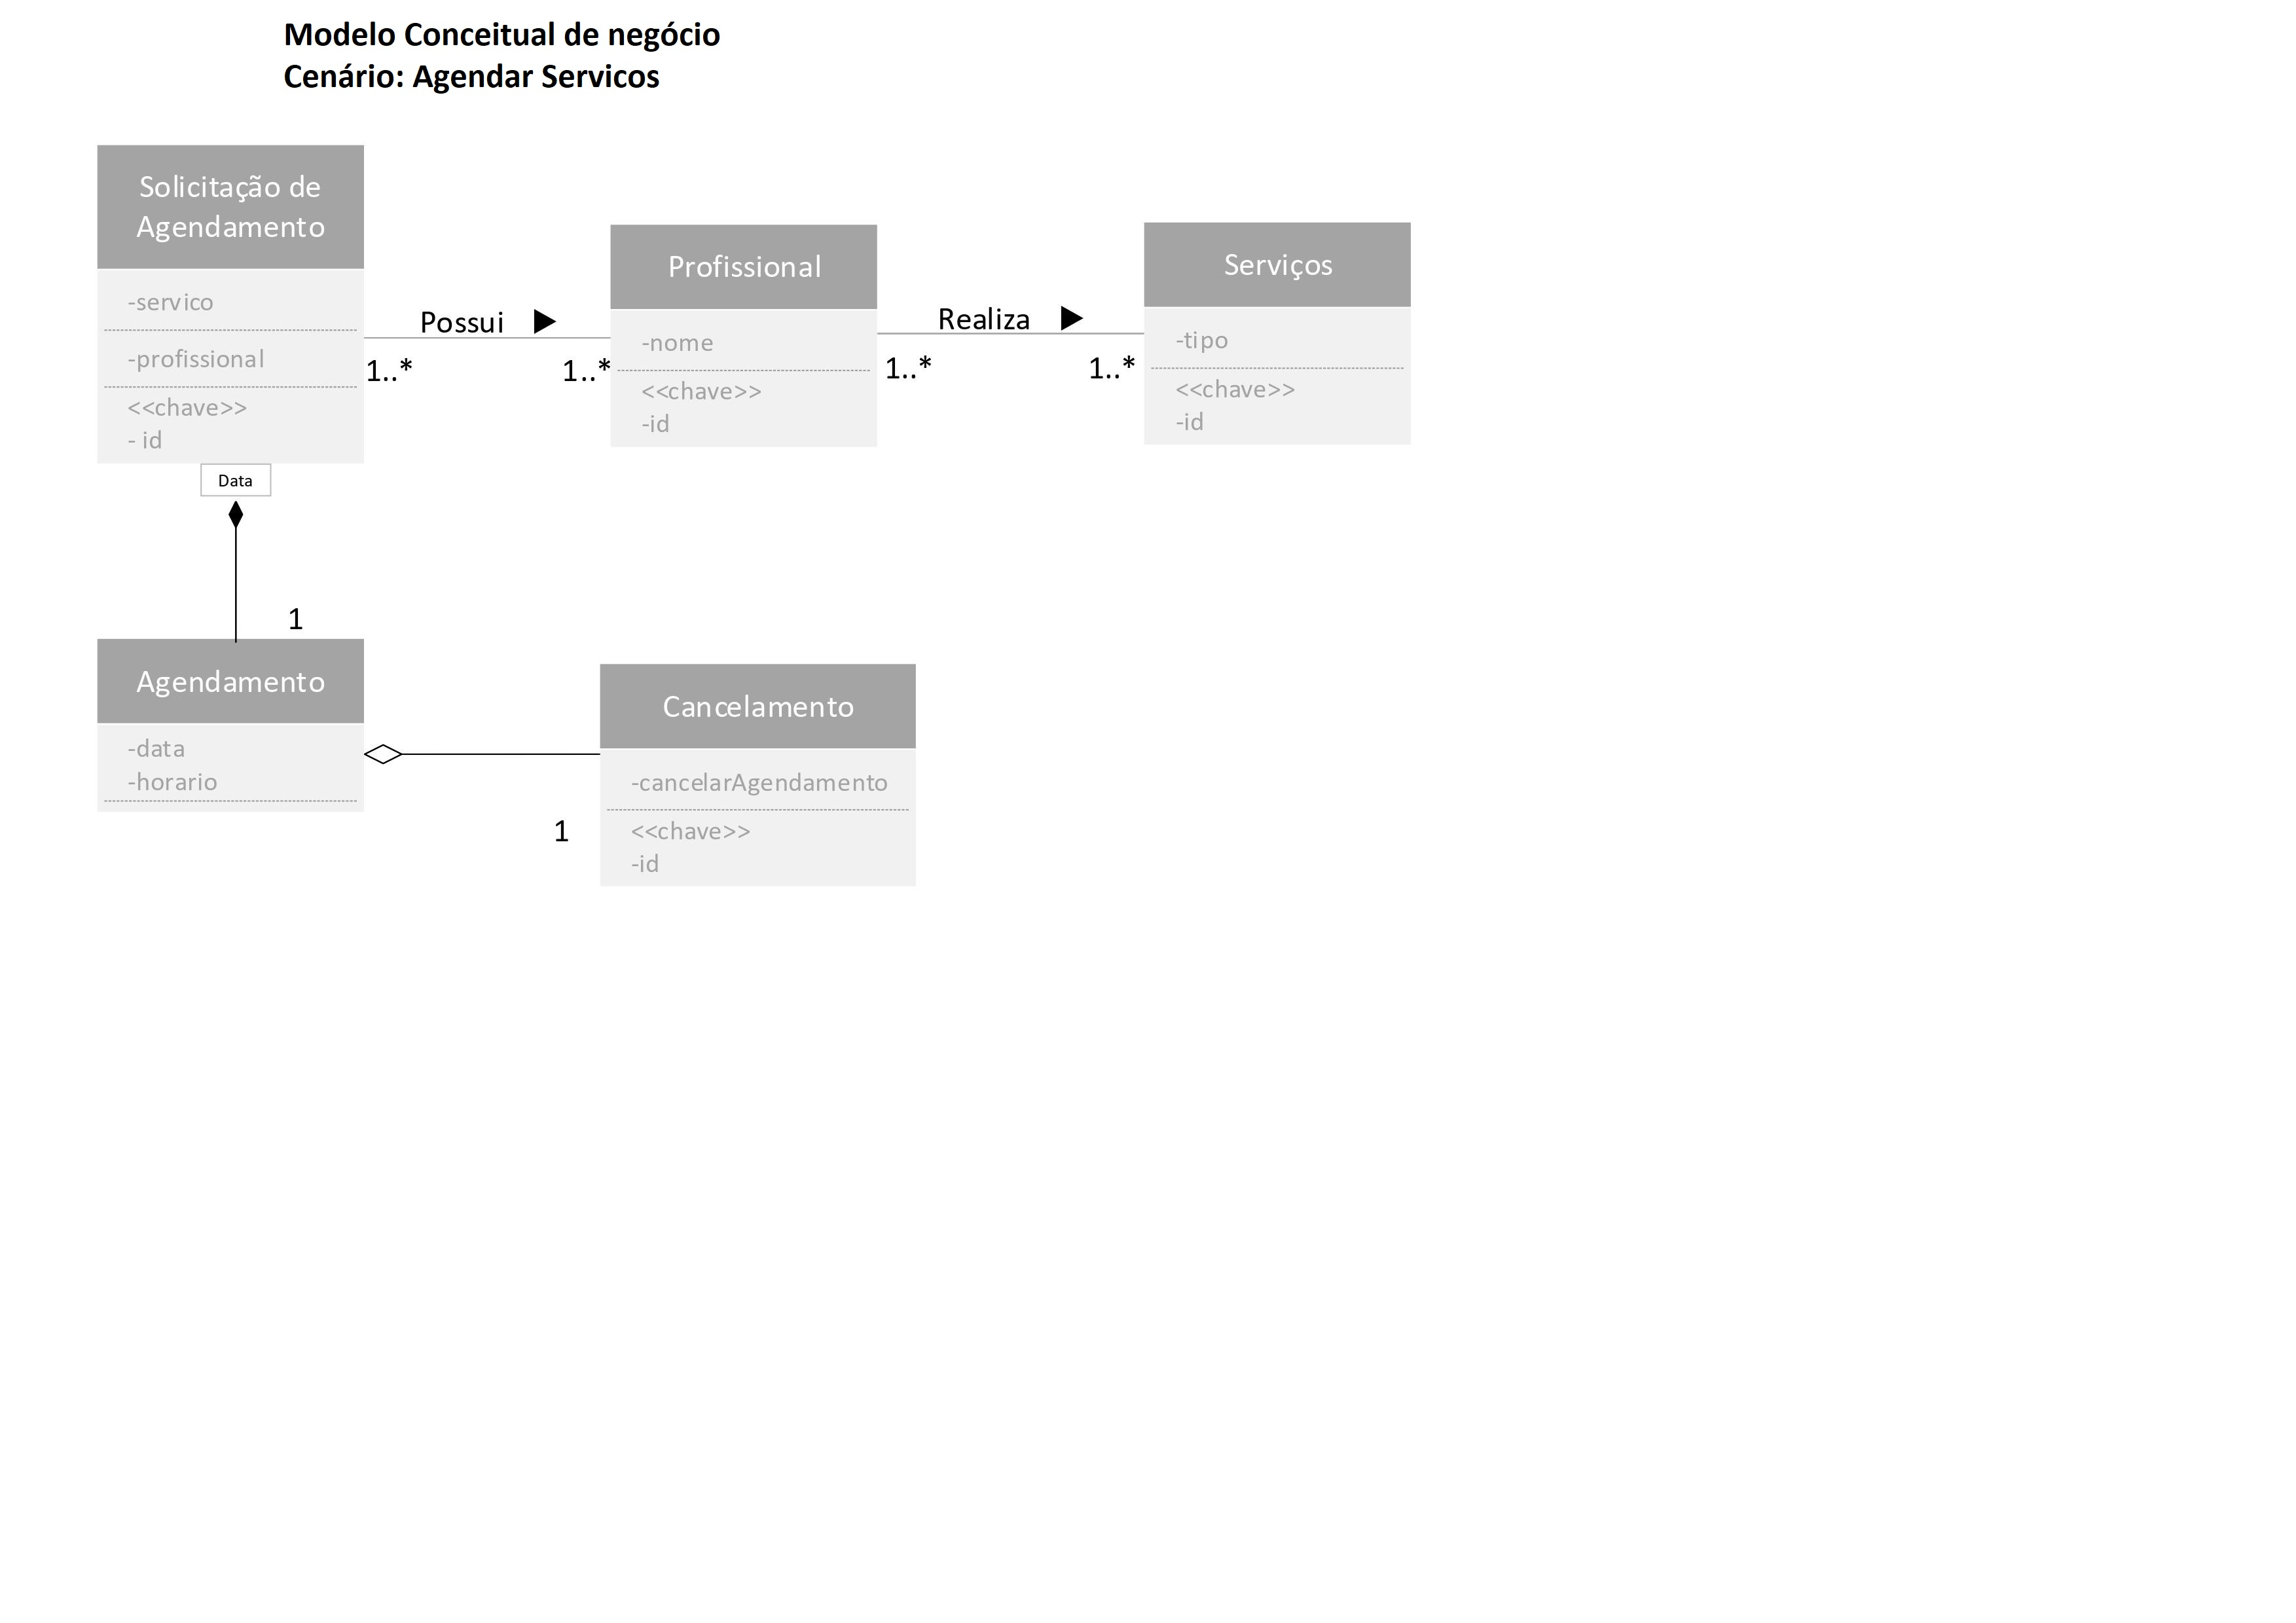 Modelo Conceitual de negócio
Cenário: Agendar Servicos
Solicitação de
Agendamento
-servico
-profissional
<<chave>>
- id
Data
Possui
1..*
1..*
Profissional
-nome
<<chave>>
-id
Realiza
1..*
1..*
Serviços
-tipo
<<chave>>
-id
1
Agendamento
-data
-horario
1
Cancelamento
-cancelarAgendamento
<<chave>>
-id